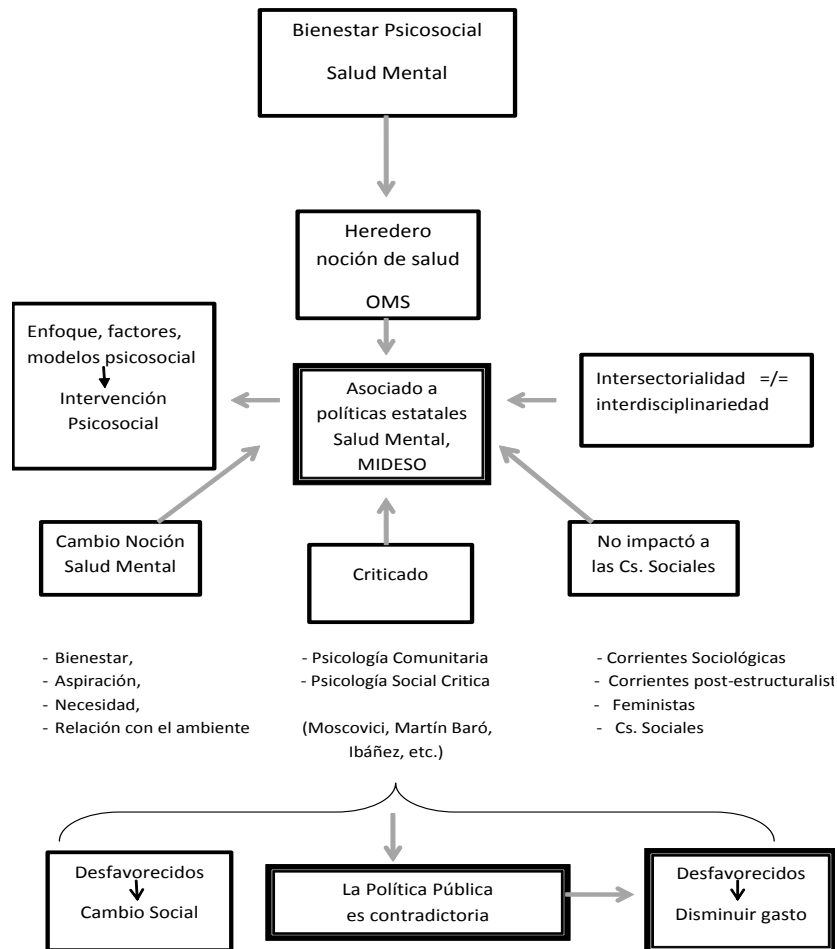 Bienestar Psicosocial
Salud Mental
Heredero
noción de salud
OMS
Enfoque, factores,
modelos psicosocial
Intervención
Psicosocial
Asociado a
políticas estatales
Salud Mental,
MIDESO
Intersectorialidad =/=
interdisciplinariedad
Cambio Noción
Salud Mental
Criticado
No impactó a
las Cs. Sociales
- Bienestar,
- Aspiración,
- Necesidad,
- Relación con el ambiente
- Psicología Comunitaria
- Psicología Social Critica
(Moscovici, Martín Baró,
Ibáñez, etc.)
- Corrientes Sociológicas
- Corrientes post-estructuralist
- Feministas
- Cs. Sociales
Desfavorecidos
Cambio Social
La Política Pública
es contradictoria
Desfavorecidos
Disminuir gasto